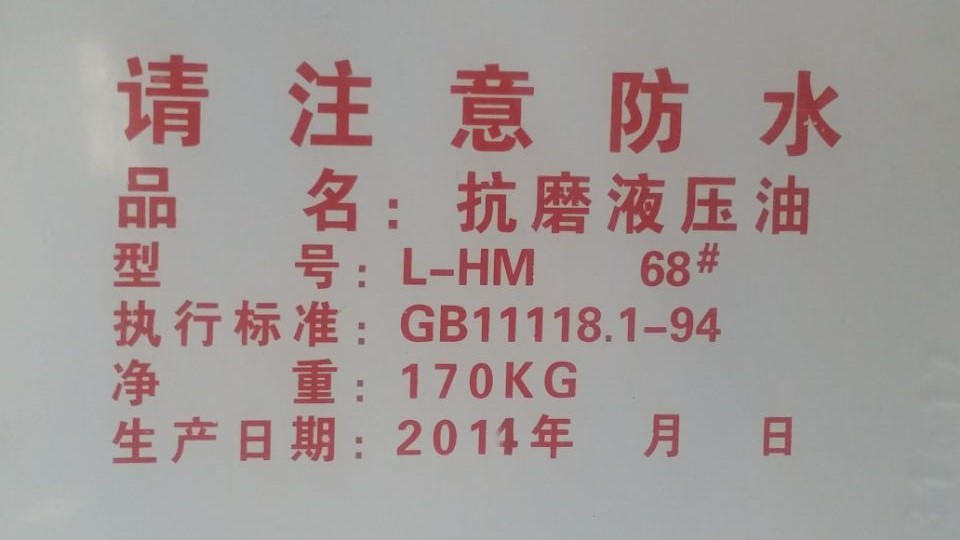 请注意防水
品名：抗磨液压油
型号：L-HM 68#
执行标准：GB11118.1-94
净重：170KG
生产日期：2014年 月 日